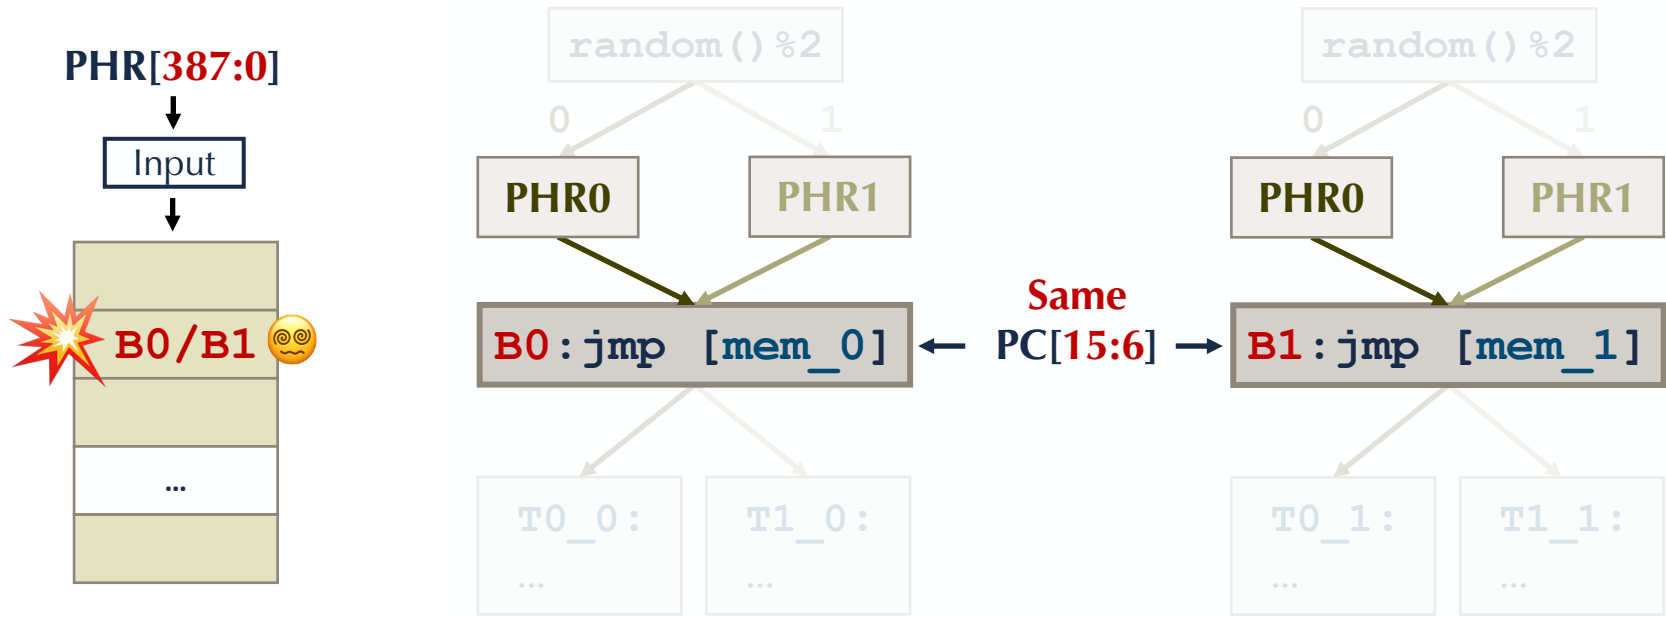 PHR[387:0]
Input
B0/B1
…
random()%2
0
1
PHR0
PHR1
B0:jmp [mem_0]
T0_0:
…
T1_0:
…
Same
PC[15:6]
random()%2
0
1
PHR0
PHR1
B1:jmp [mem_1]
T0_1:
…
T1_1:
…